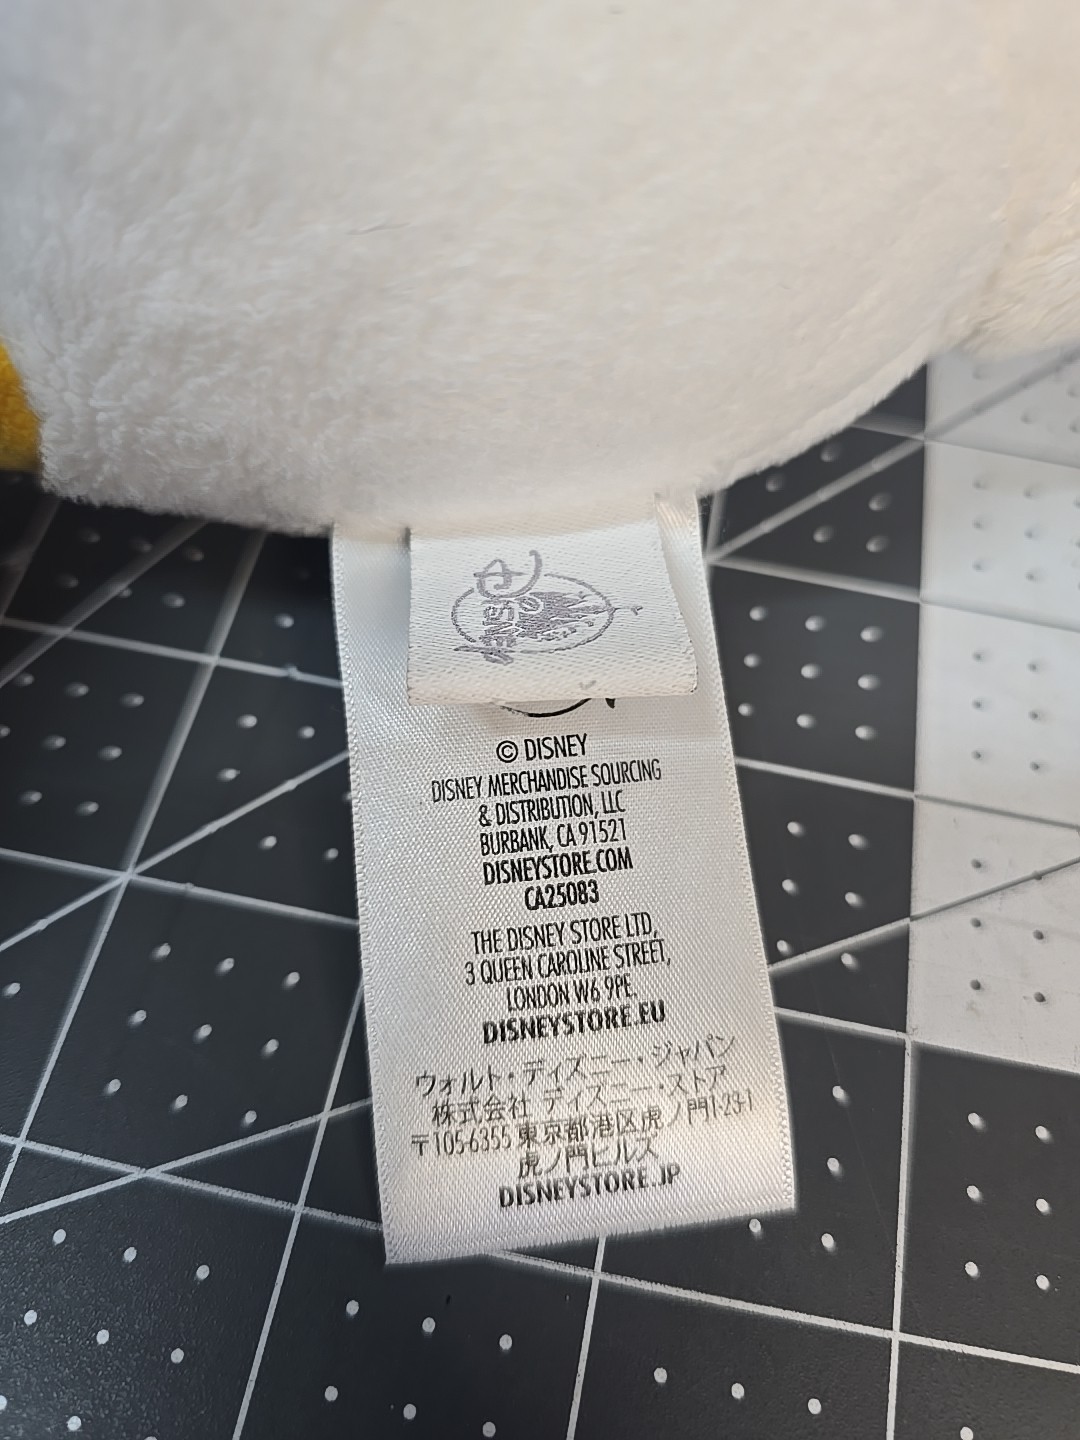 © DISNEY
DISNEY MERCHANDISE SOURCING
& DISTRIBUTION, LLC
BURBANK, CA 91521
DISNEYSTORE.COM
CA25083
THE DISNEY STORE LTD,
3 QUEEN CAROLINE STREET,
LONDON W6 9PE.
DISNEYSTORE.EU
ウォルト・ディズニー・ジャパン
株式会社 ディズニー・ストア
〒105-6355 東京都港区虎ノ門1-23-1
虎ノ門ヒルズ
DISNEYSTORE.JP